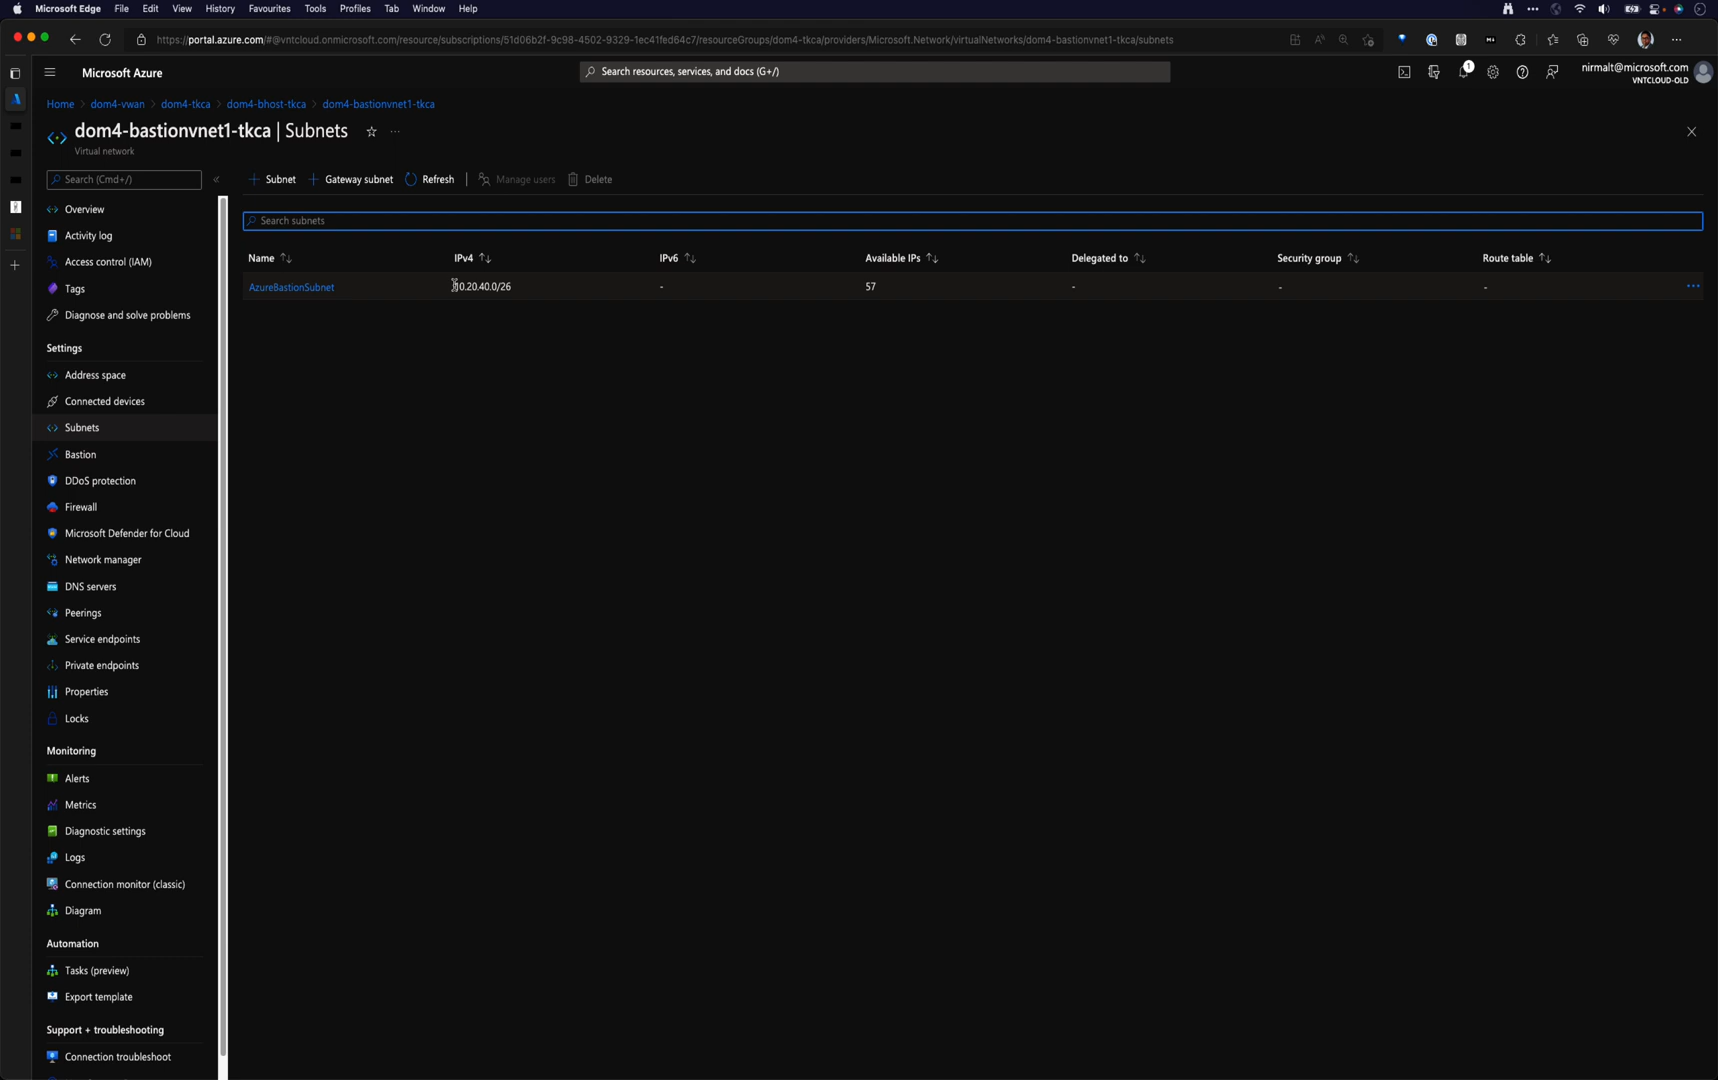 Microsoft Edge File Edit View History Favourites Tools Profiles Tab Window Help
https://portal.azure.com/#@vntcloud.onmicrosoft.com/resource/subscriptions/51d06b2f-9c98-4502-9329-1ec41fed64c7/resourceGroups/dom4-tkca/providers/Microsoft.Network/virtualNetworks/dom4-bastionvnet1-tkca/subnets
Microsoft Azure
Search resources, services, and docs (G+/)
1
nirmalt@microsoft.com
VNTCLOUD-OLD
Home > dom4-vwan > dom4-tkca > dom4-bhost-tkca > dom4-bastionvnet1-tkca
dom4-bastionvnet1-tkca | Subnets
Virtual network
Search (Cmd+/)
Subnet Gateway subnet Refresh Manage users Delete
Search subnets
Name IPv4 IPv6 Available IPs Delegated to Security group Route table
AzureBastionSubnet 10.20.40.0/26 - 57 - - -
Overview
Activity log
Access control (IAM)
Tags
Diagnose and solve problems
Settings
Address space
Connected devices
Subnets
Bastion
DDoS protection
Firewall
Microsoft Defender for Cloud
Network manager
DNS servers
Peerings
Service endpoints
Private endpoints
Properties
Locks
Monitoring
Alerts
Metrics
Diagnostic settings
Logs
Connection monitor (classic)
Diagram
Automation
Tasks (preview)
Export template
Support + troubleshooting
Connection troubleshoot